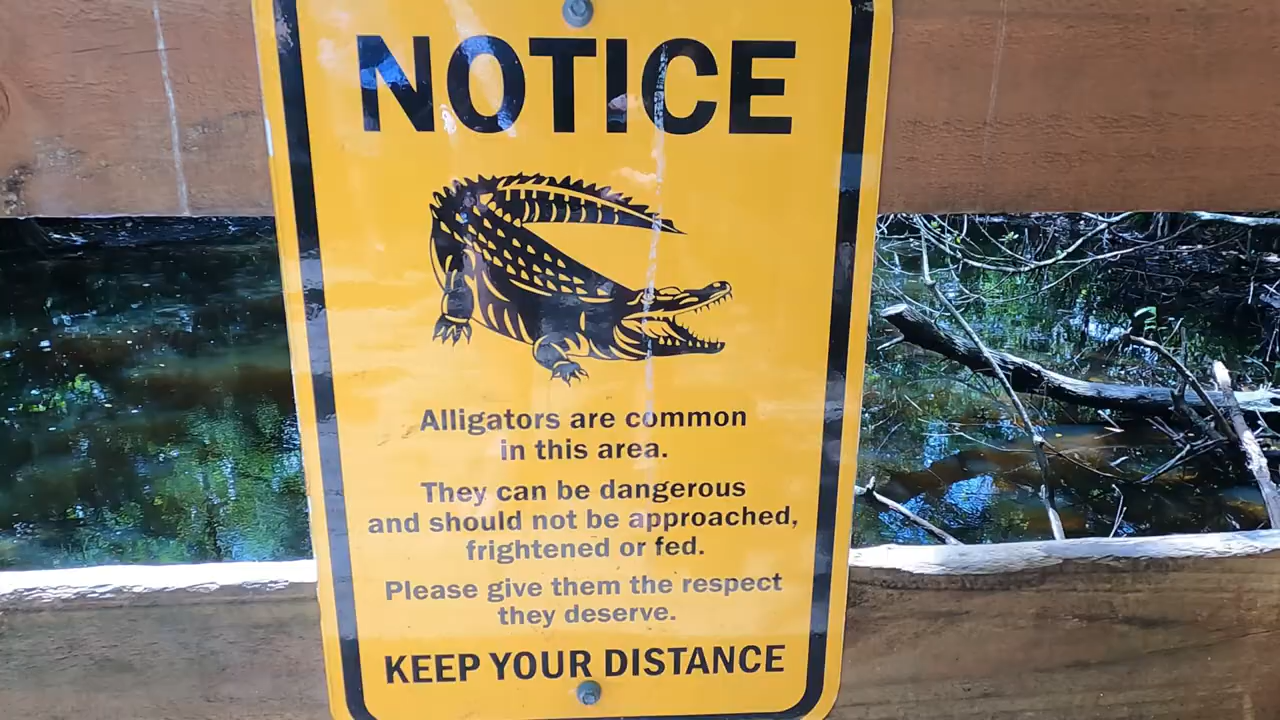 NOTICE
Alligators are common
in this area.
They can be dangerous
and should not be approached,
frightened or fed.
Please give them the respect
they deserve.
KEEP YOUR DISTANCE